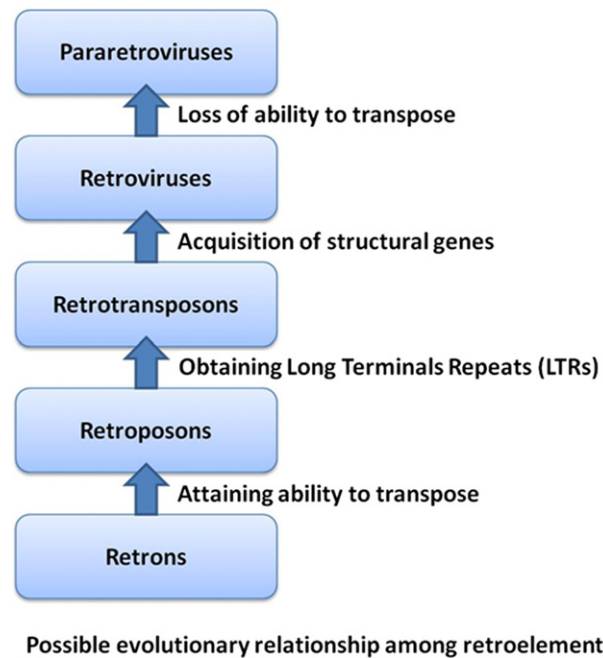 Pararetroviruses
Loss of ability to transpose
Retroviruses
Acquisition of structural genes
Retrotransposons
Obtaining Long Terminals Repeats (LTRs)
Retroposons
Attaining ability to transpose
Retrons
Possible evolutionary relationship among retroelement